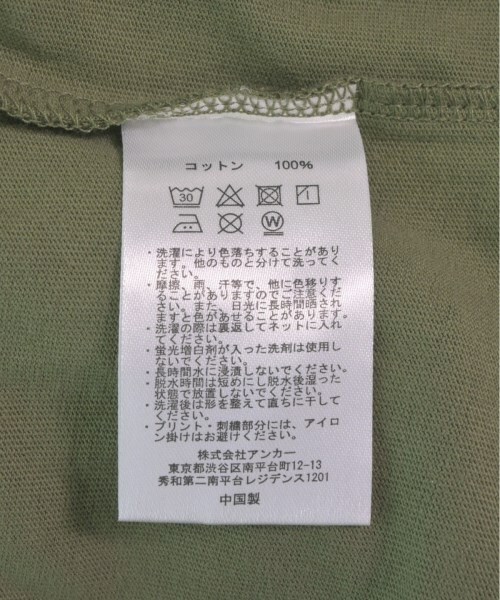 コットン 100%
30
W
・洗濯により色落ちすることがあり
ます。他のものと分けて洗ってく
ださい。
・摩擦、雨、汗等で、他に色移りす
ることがありますのでご注意くだ
さい。また、日光に長時間晒され
ますと色があせることがあります。
・洗濯の際は裏返してネットに入れ
てください。
・蛍光増白剤が入った洗剤は使用し
ないでください。
・長時間水に浸漬しないでください。
・脱水時間は短めにし脱水後湿った
状態で放置しないでください。
・洗濯後は形を整えて直ちに干して
ください。
・プリント・刺繍部分には、アイロ
ン掛けはお避けください。
株式会社アンカー
東京都渋谷区南平台町12-13
秀和第二南平台レジデンス1201
中国製